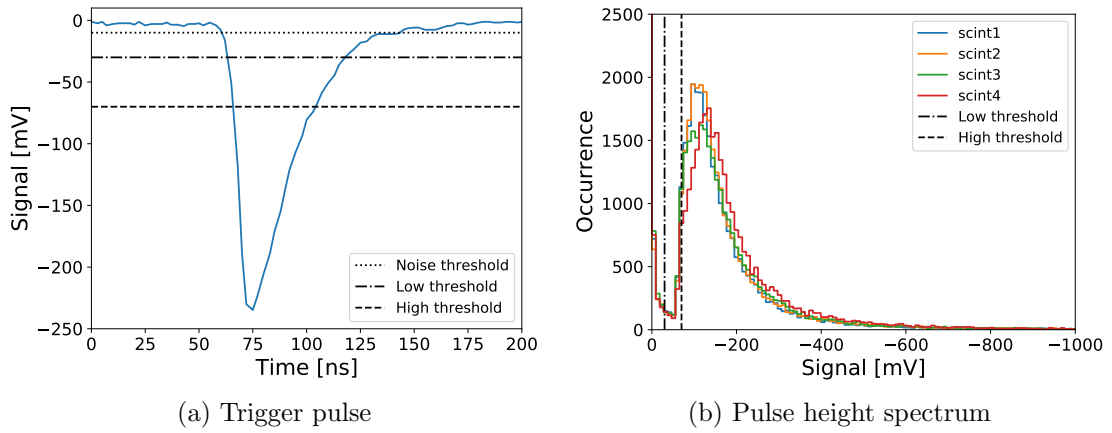 0
−50
−100
−150
−200
−250
Signal [mV]
0 25 50 75 100 125 150 175 200
Time [ns]
Noise threshold
Low threshold
High threshold
(a) Trigger pulse
2500
2000
1500
1000
500
0
Occurrence
0 −200 −400 −600 −800 −1000
Signal [mV]
scint1
scint2
scint3
scint4
Low threshold
High threshold
(b) Pulse height spectrum